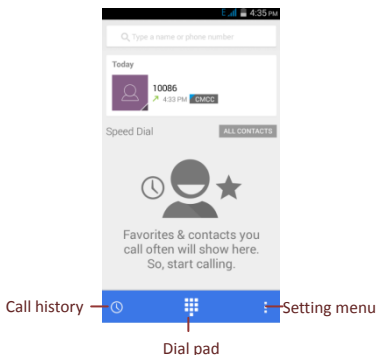 4:35 PM
Type a name or phone number
Today
10086
4:33 PM CMCC
Speed Dial ALL CONTACTS
Favorites & contacts you
call often will show here.
So, start calling.
Call history Setting menu
Dial pad